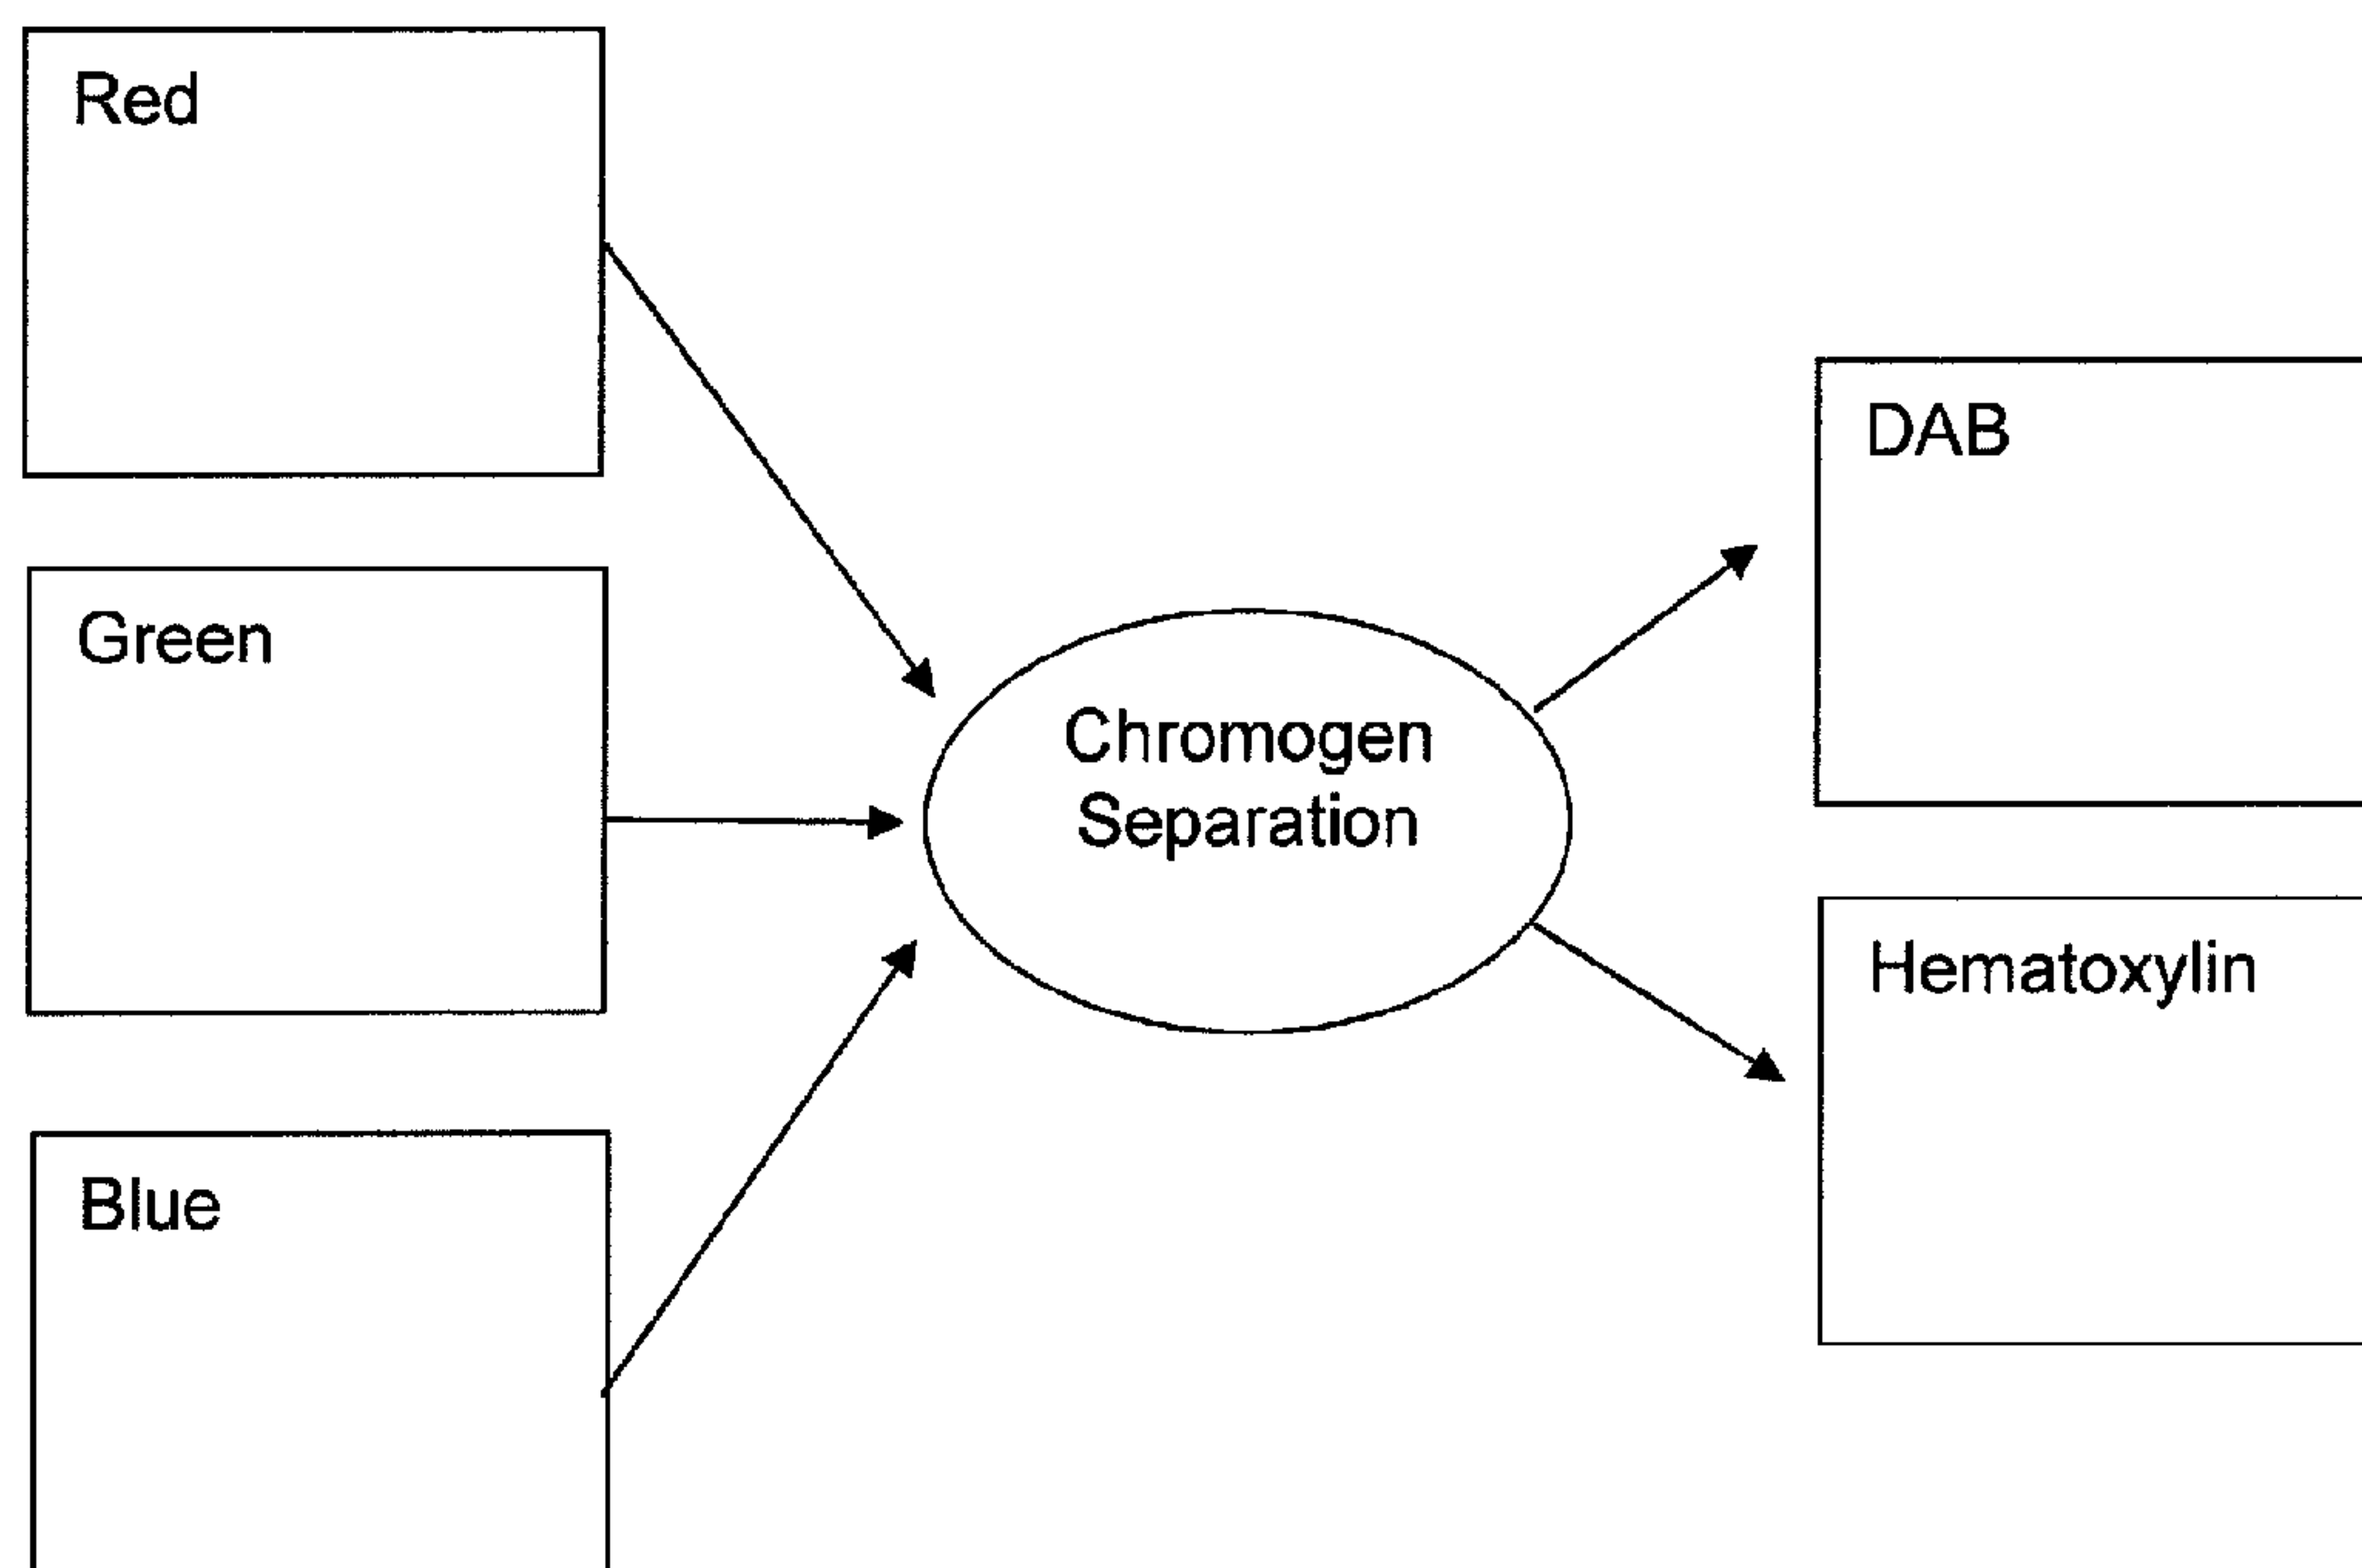 Red
Green
Blue
Chromogen
Separation
DAB
Hematoxylin